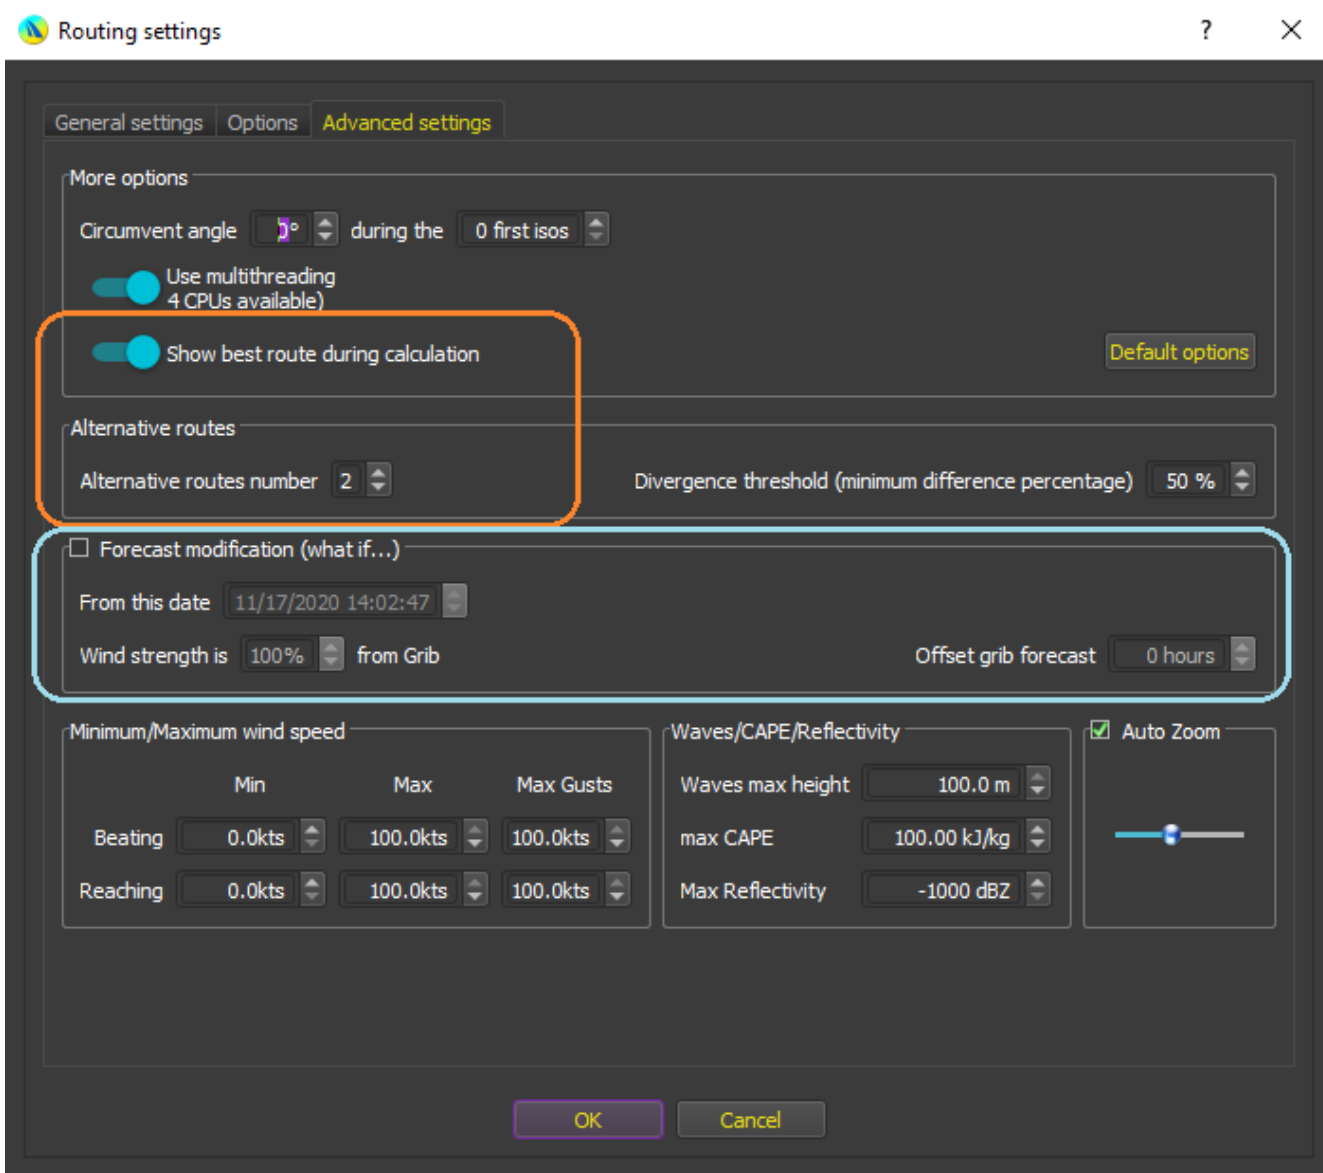 Routing settings
?
General settings Options Advanced settings
More options
Circumvent angle 0° during the 0 first isos
Use multithreading
4 CPUs available)
Show best route during calculation
Default options
Alternative routes
Alternative routes number 2 Divergence threshold (minimum difference percentage) 50 %
Forecast modification (what if...)
From this date 11/17/2020 14:02:47
Wind strength is 100% from Grib Offset grib forecast 0 hours
Minimum/Maximum wind speed
Min Max Max Gusts
Beating 0.0kts 100.0kts 100.0kts
Reaching 0.0kts 100.0kts 100.0kts
Waves/CAPE/Reflectivity
Waves max height 100.0 m
max CAPE 100.00 kJ/kg
Max Reflectivity -1000 dBZ
Auto Zoom
OK Cancel